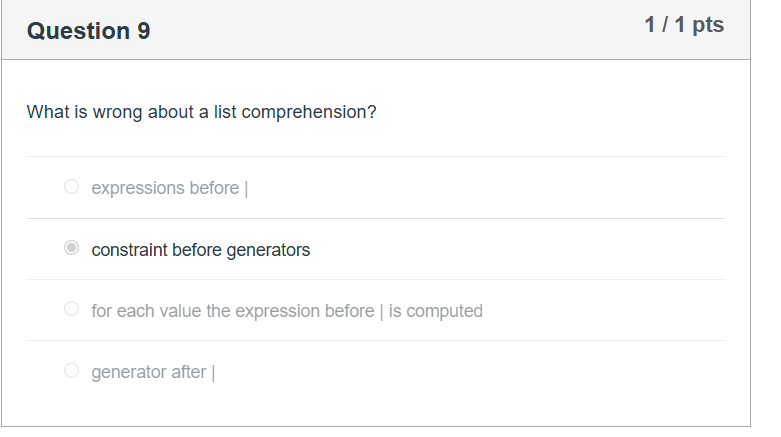 Question 9
1 / 1 pts
What is wrong about a list comprehension?
expressions before |
constraint before generators
for each value the expression before | is computed
generator after |